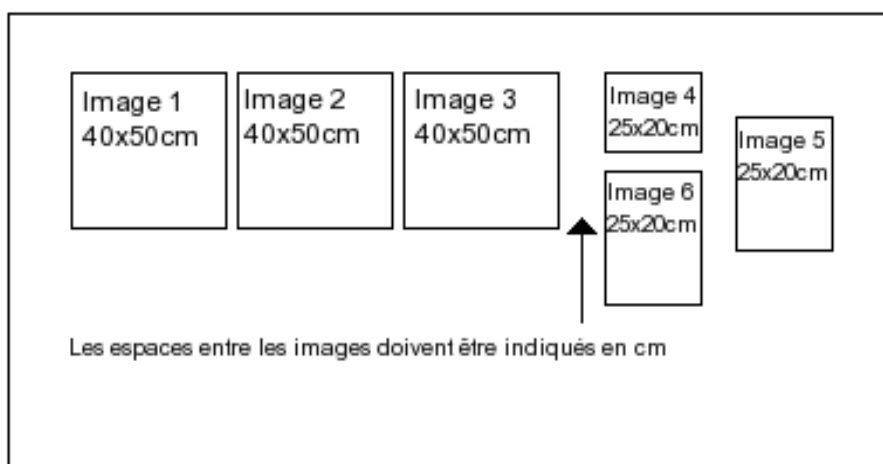 Image 1
40x50cm
Image 2
40x50cm
Image 3
40x50cm
Image 4
25x20cm
Image 5
25x20cm
Image 6
25x20cm
Les espaces entre les images doivent être indiqués en cm